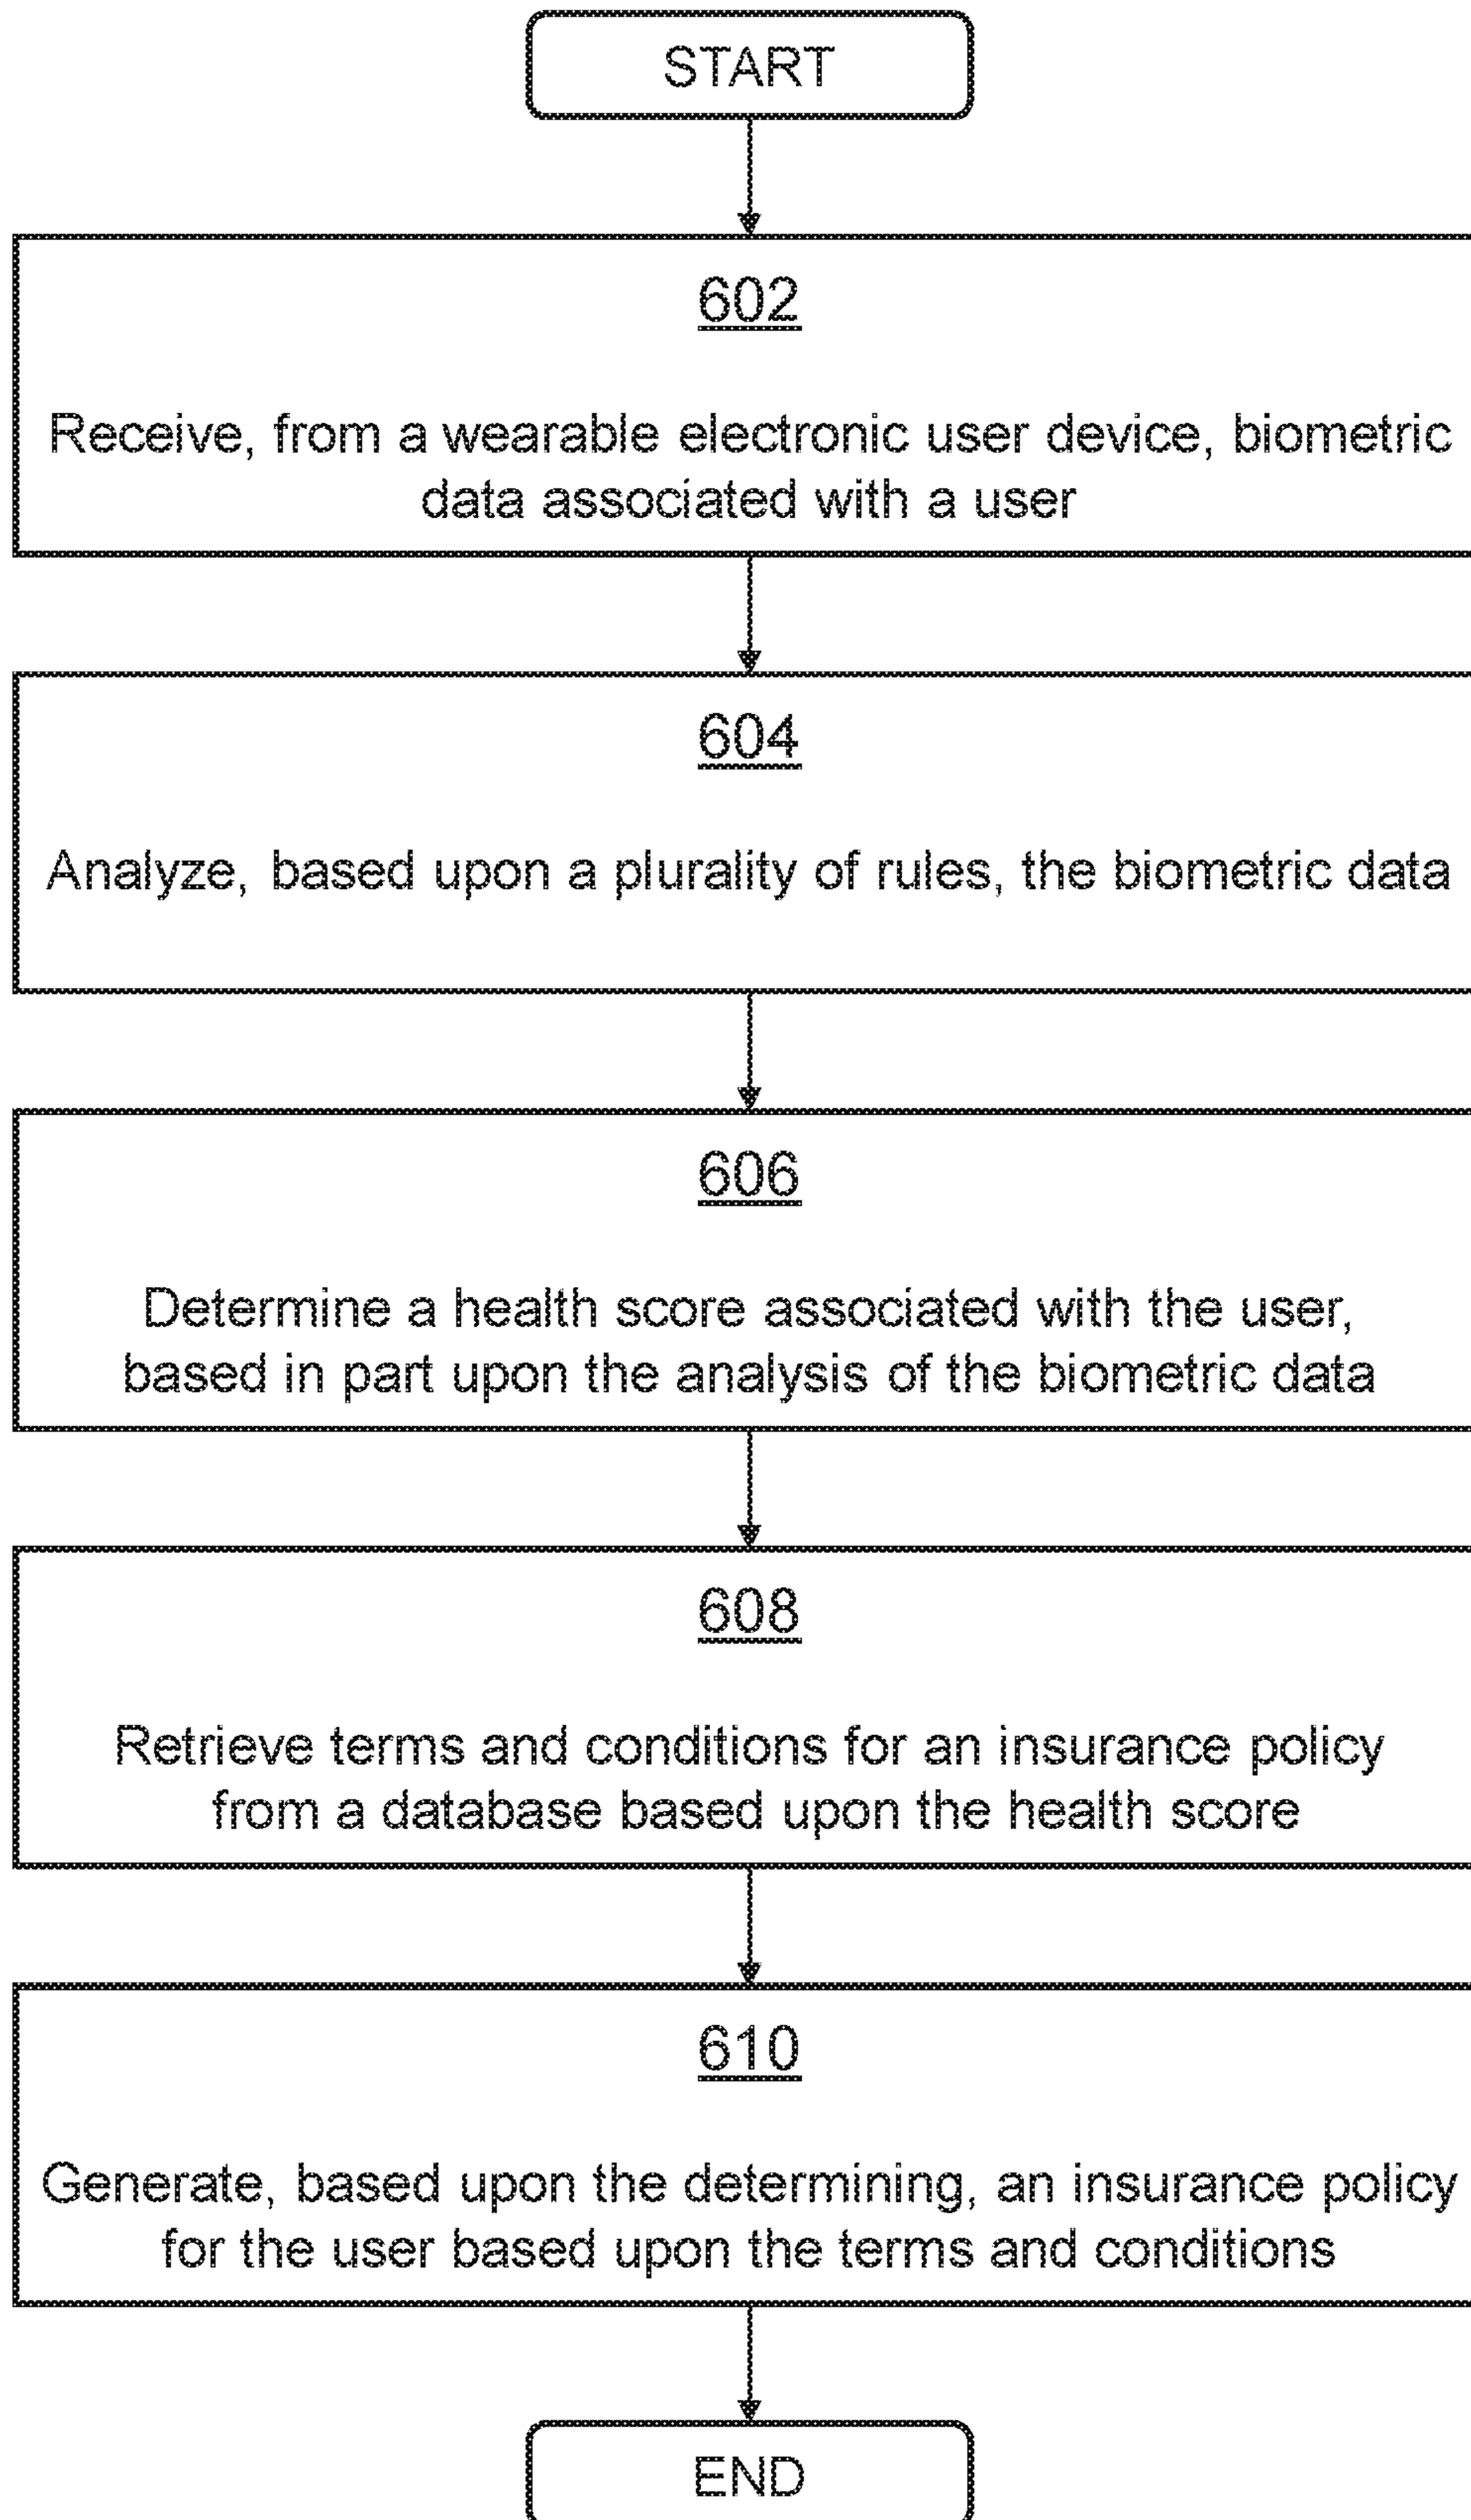 START
602
Receive, from a wearable electronic user device, biometric
data associated with a user
604
Analyze, based upon a plurality of rules, the biometric data
606
Determine a health score associated with the user,
based in part upon the analysis of the biometric data
608
Retrieve terms and conditions for an insurance policy
from a database based upon the health score
610
Generate, based upon the determining, an insurance policy
for the user based upon the terms and conditions
END